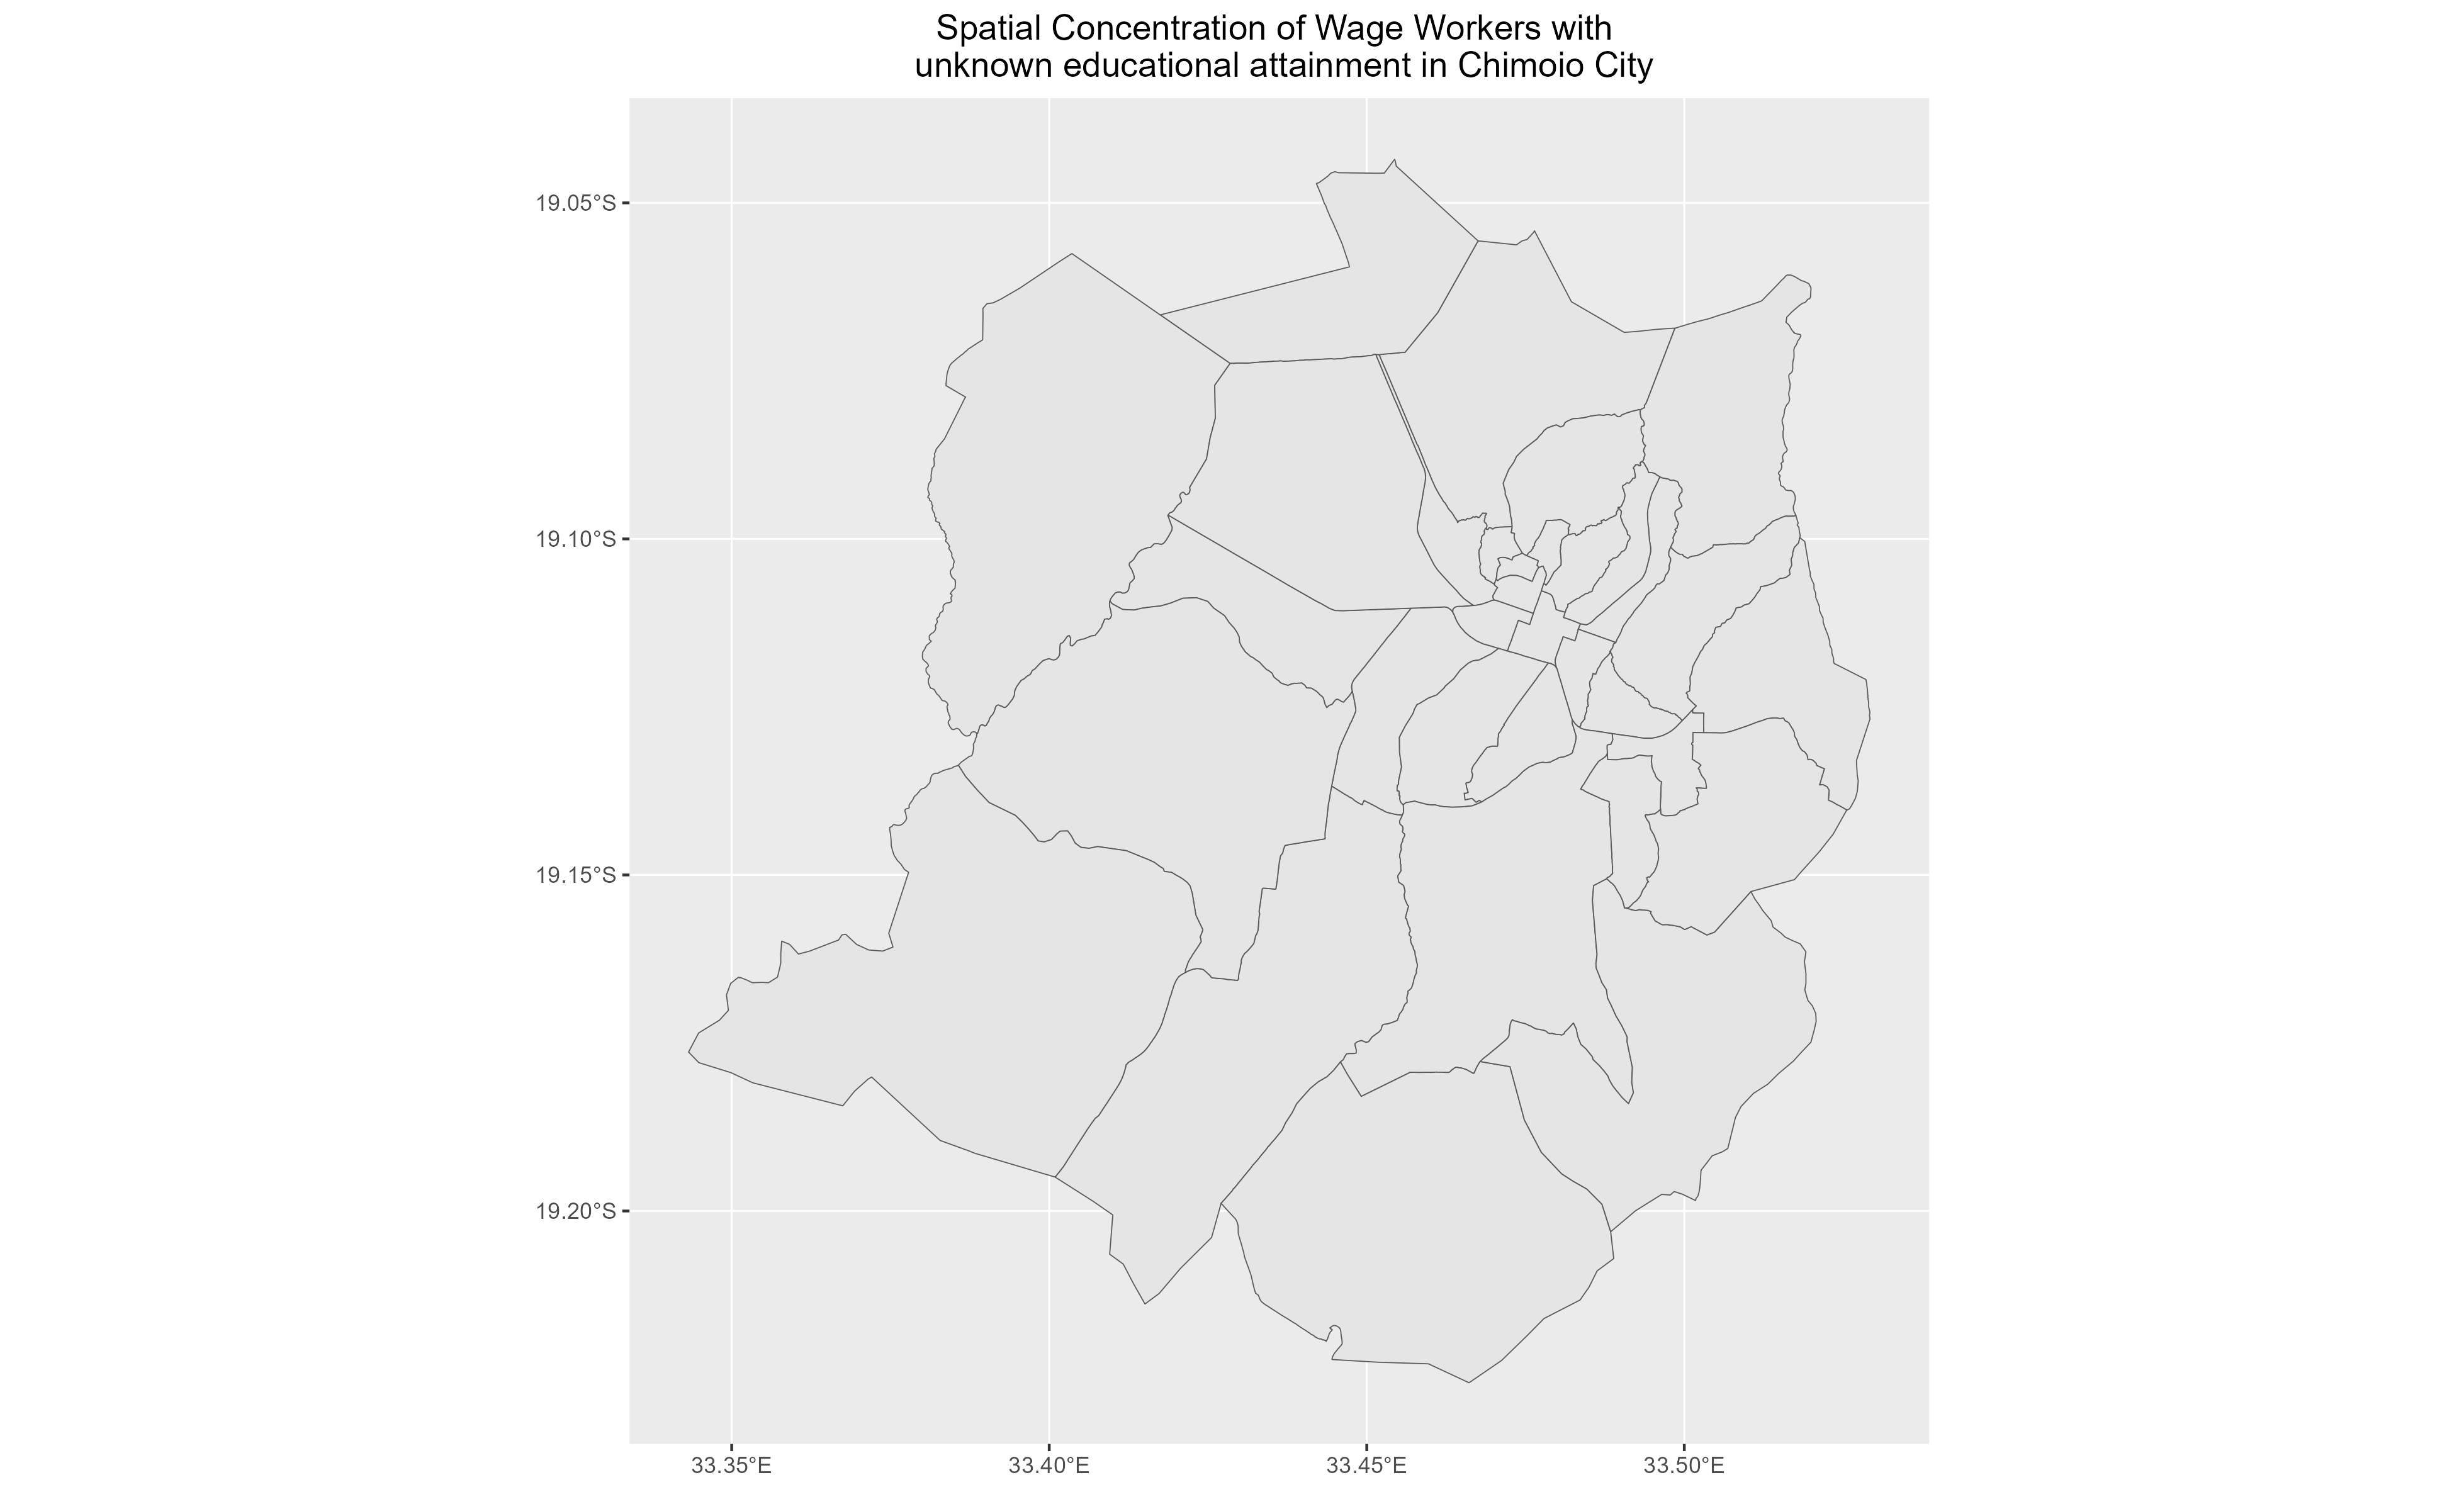 Spatial Concentration of Wage Workers with
unknown educational attainment in Chimoio City
19.05°S
19.10°S
19.15°S
19.20°S
33.35°E
33.40°E
33.45°E
33.50°E